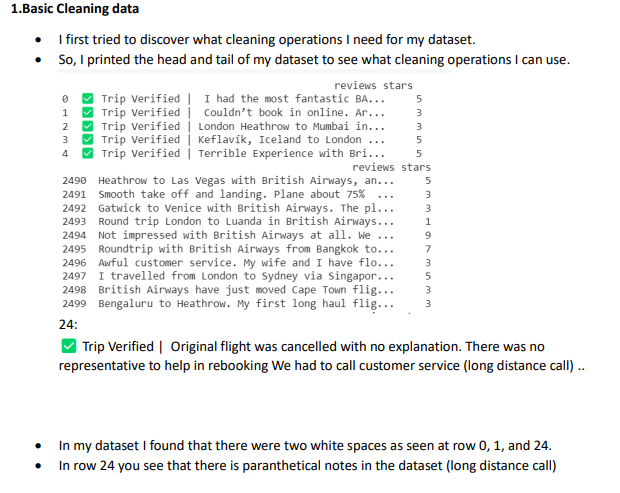 1.Basic Cleaning data
• I first tried to discover what cleaning operations I need for my dataset.
• So, I printed the head and tail of my dataset to see what cleaning operations I can use.
reviews stars
0 ✅ Trip Verified |  I had the most fantastic BA... 5
1 ✅ Trip Verified |  Couldn't book in online. Ar... 3
2 ✅ Trip Verified | London Heathrow to Mumbai in... 3
3 ✅ Trip Verified | Keflavik, Iceland to London ... 5
4 ✅ Trip Verified | Terrible Experience with Bri... 5
reviews stars
2490 Heathrow to Las Vegas with British Airways, an... 5
2491 Smooth take off and landing. Plane about 75% ... 3
2492 Gatwick to Venice with British Airways. The pl... 3
2493 Round trip London to Luanda in British Airways... 1
2494 Not impressed with British Airways at all. We ... 9
2495 Roundtrip with British Airways from Bangkok to... 7
2496 Awful customer service. My wife and I have flo... 3
2497 I travelled from London to Sydney via Singapor... 5
2498 British Airways have just moved Cape Town flig... 3
2499 Bengaluru to Heathrow. My first long haul flig... 3
24:
✅ Trip Verified |  Original flight was cancelled with no explanation. There was no
representative to help in rebooking We had to call customer service (long distance call) ..
• In my dataset I found that there were two white spaces as seen at row 0, 1, and 24.
• In row 24 you see that there is paranthetical notes in the dataset (long distance call)